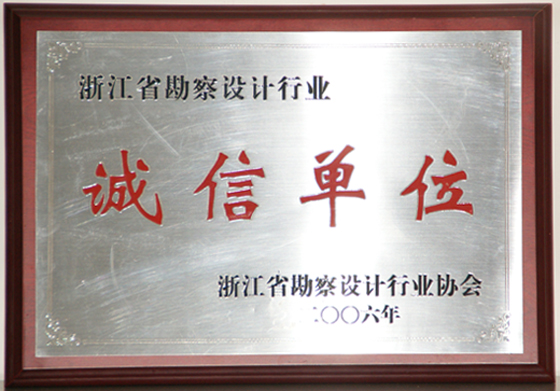 浙江省勘察设计行业
诚信单位
浙江省勘察设计行业协会
二〇〇六年